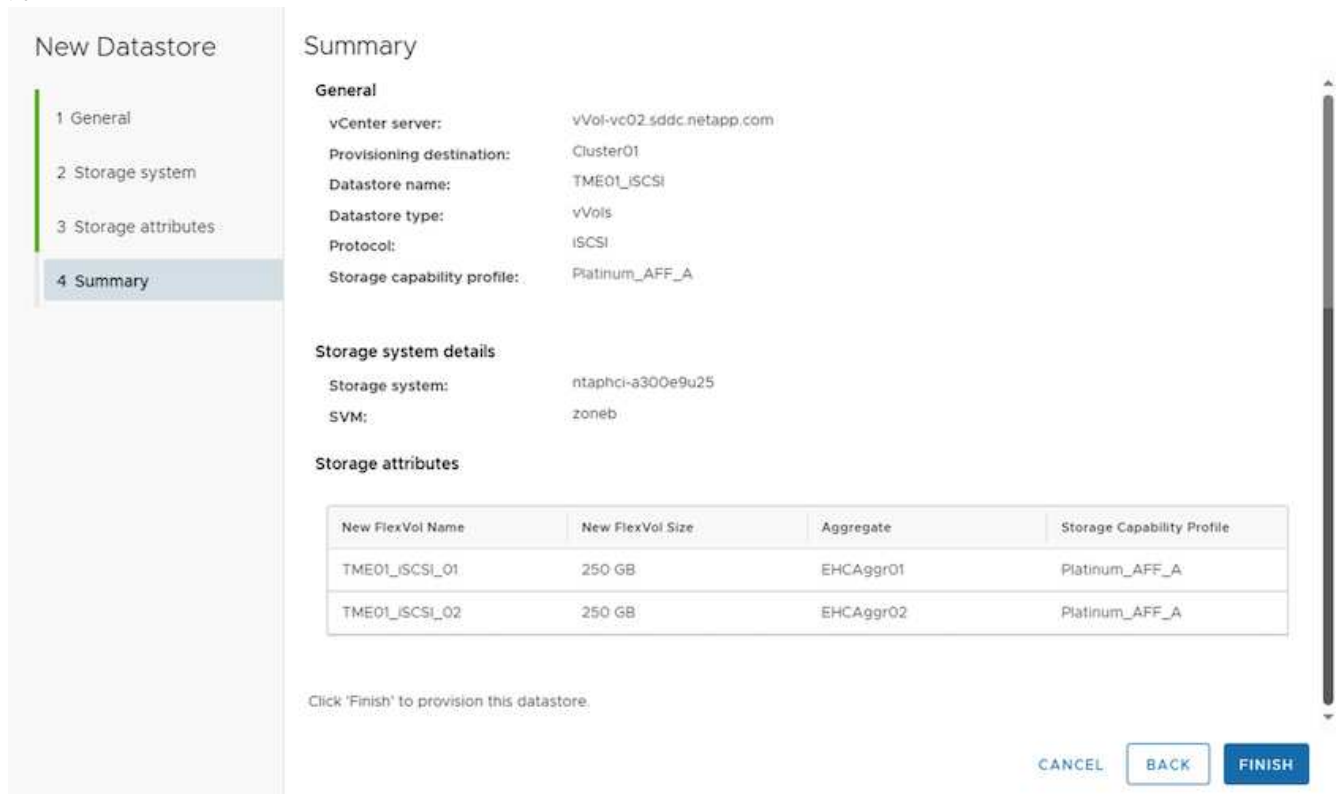 New Datastore
1 General
2 Storage system
3 Storage attributes
4 Summary
Summary
General
vCenter server: vVol-vc02.sddc.netapp.com
Provisioning destination: Cluster01
Datastore name: TME01_iSCSI
Datastore type: vVols
Protocol: iSCSI
Storage capability profile: Platinum_AFF_A
Storage system details
Storage system: ntaphci-a300e9u25
SVM: zoneb
Storage attributes
New FlexVol Name New FlexVol Size Aggregate Storage Capability Profile
TME01_iSCSI_01 250 GB EHCAggr01 Platinum_AFF_A
TME01_iSCSI_02 250 GB EHCAggr02 Platinum_AFF_A
Click 'Finish' to provision this datastore.
CANCEL BACK FINISH